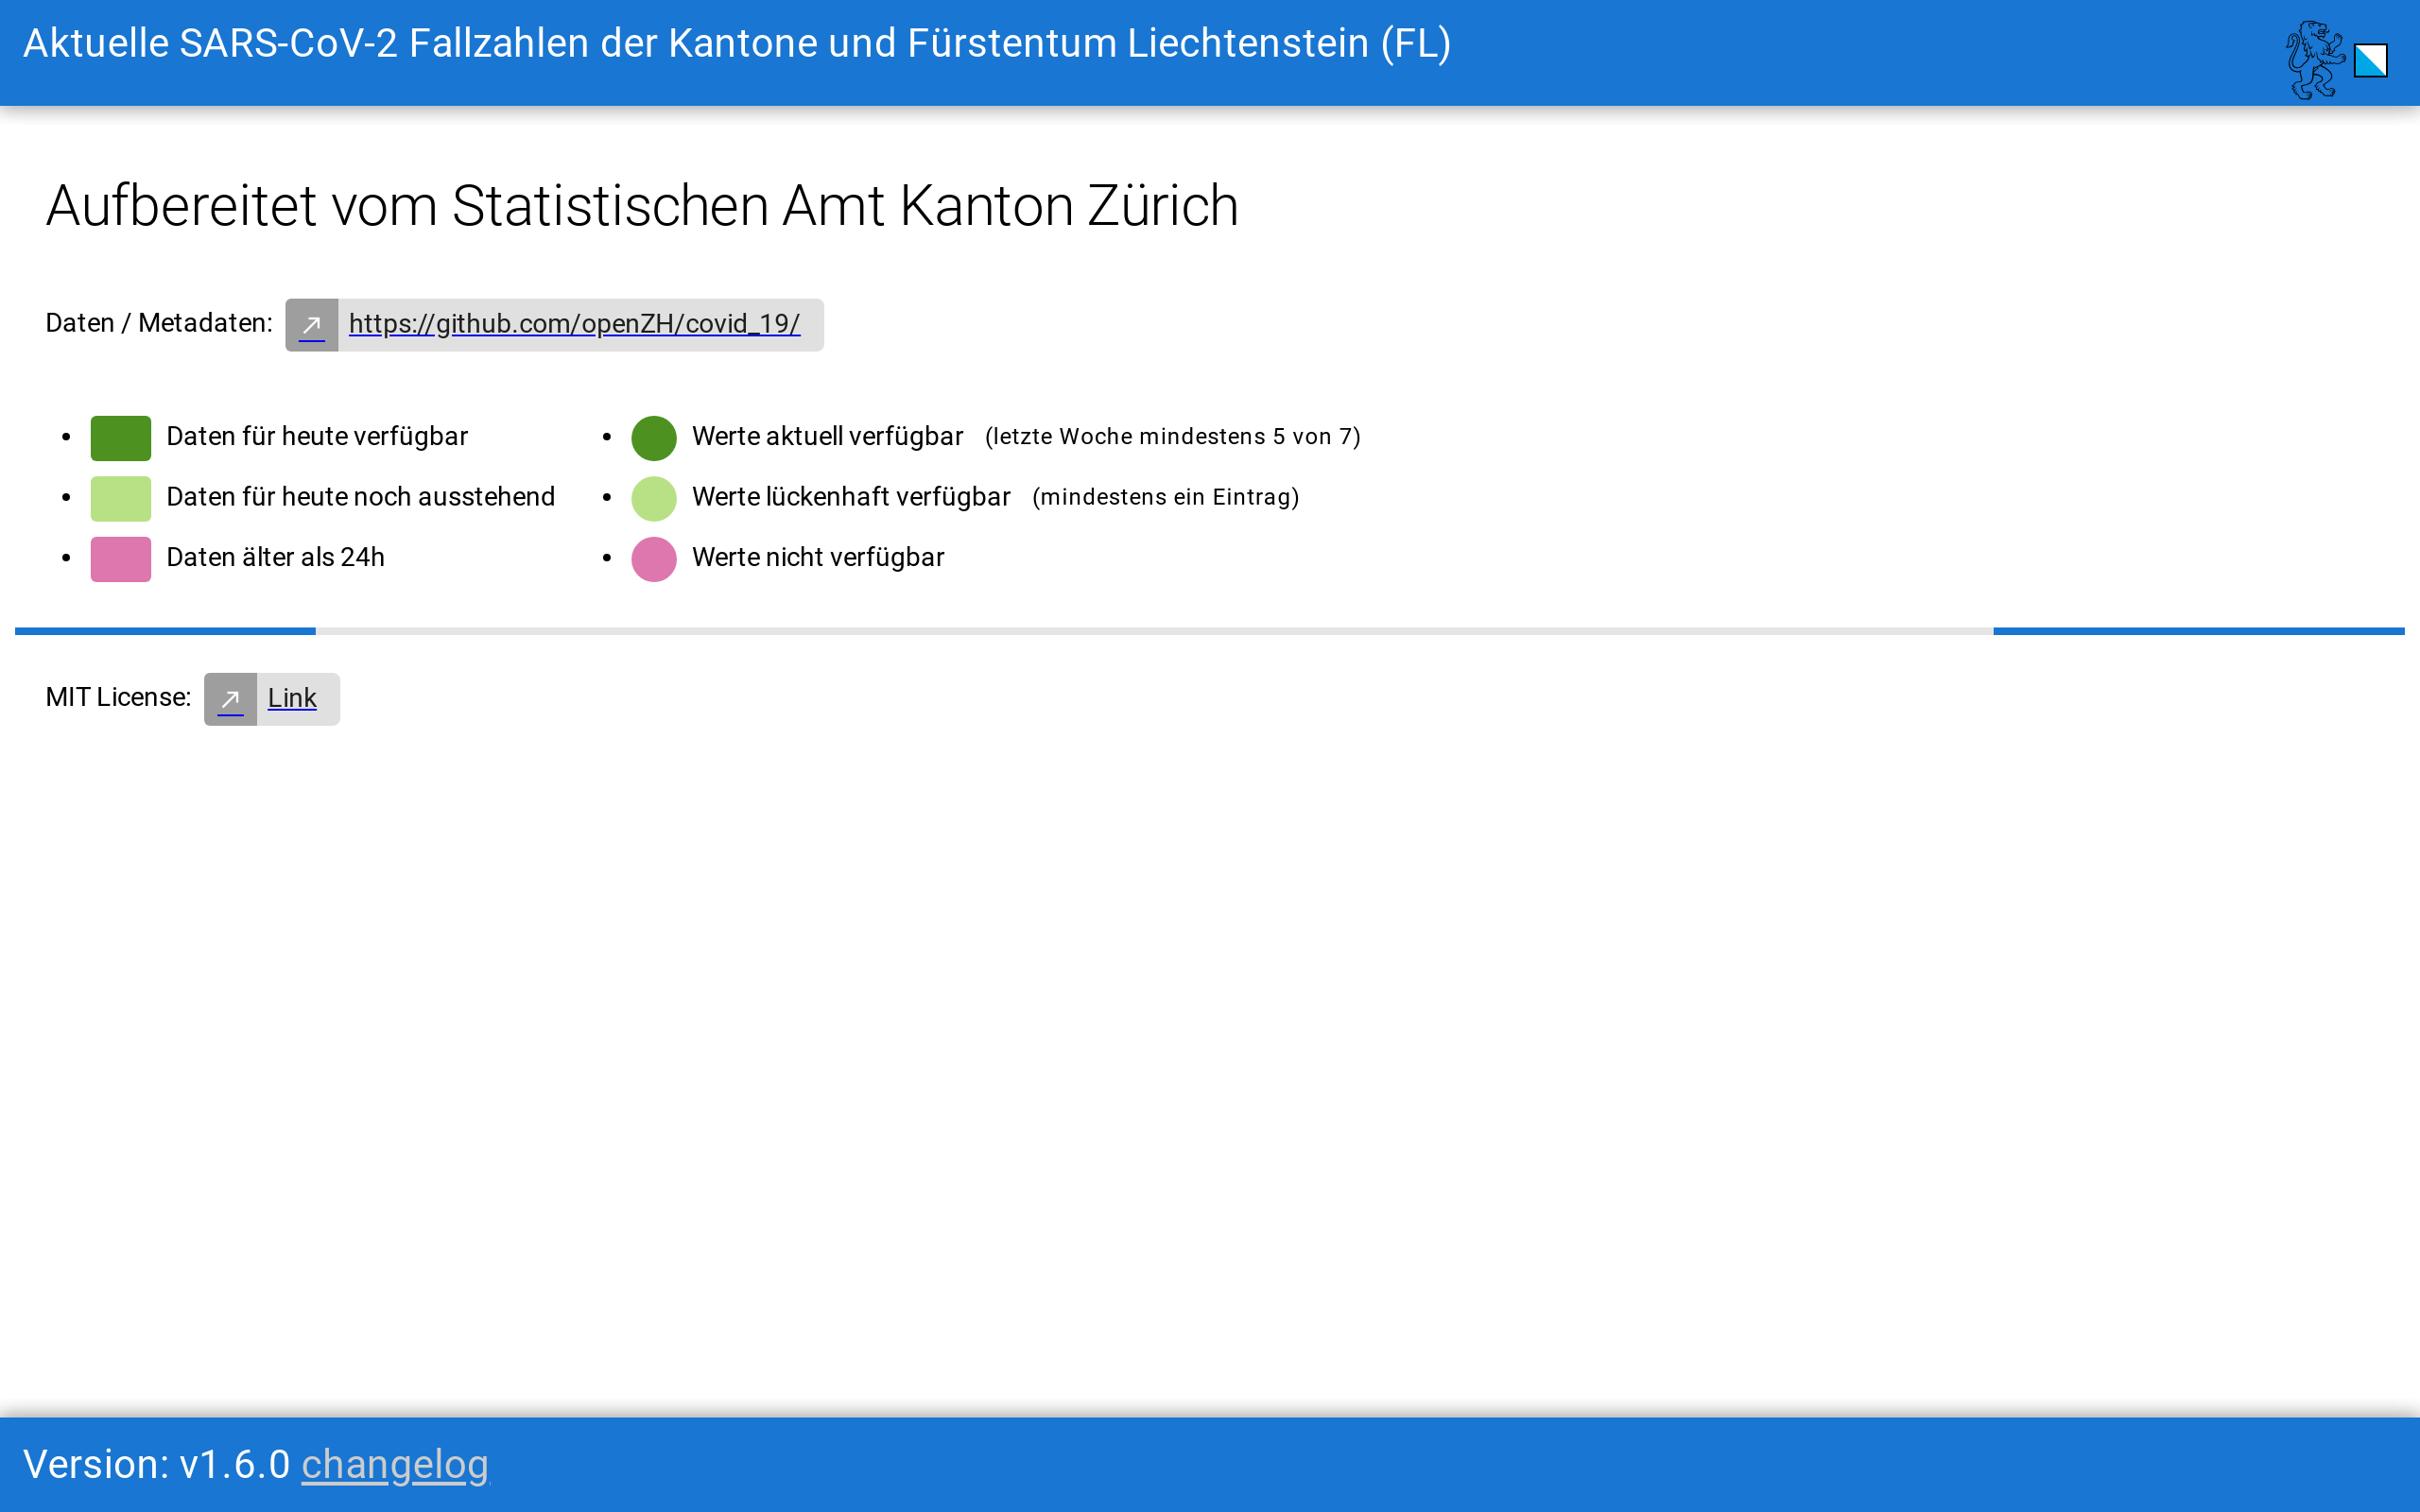 Aktuelle SARS-CoV-2 Fallzahlen der Kantone und Fürstentum Liechtenstein (FL)
Aufbereitet vom Statistischen Amt Kanton Zürich
Daten / Metadaten: https://github.com/openZH/covid_19/
Daten für heute verfügbar
Daten für heute noch ausstehend
Daten älter als 24h
Werte aktuell verfügbar (letzte Woche mindestens 5 von 7)
Werte lückenhaft verfügbar (mindestens ein Eintrag)
Werte nicht verfügbar
MIT License: Link
Version: v1.6.0 changelog